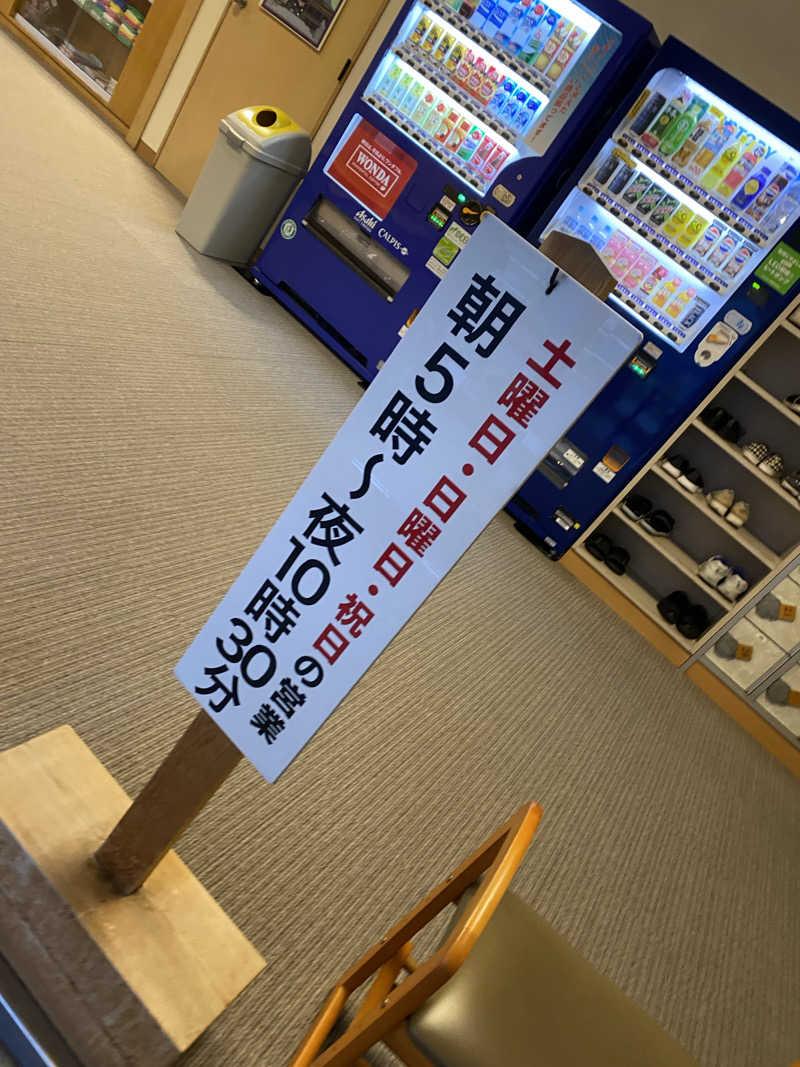 土曜日・日曜日・祝日の営業
朝5時～夜10時30分
WONDA
Asahi
CALPIS